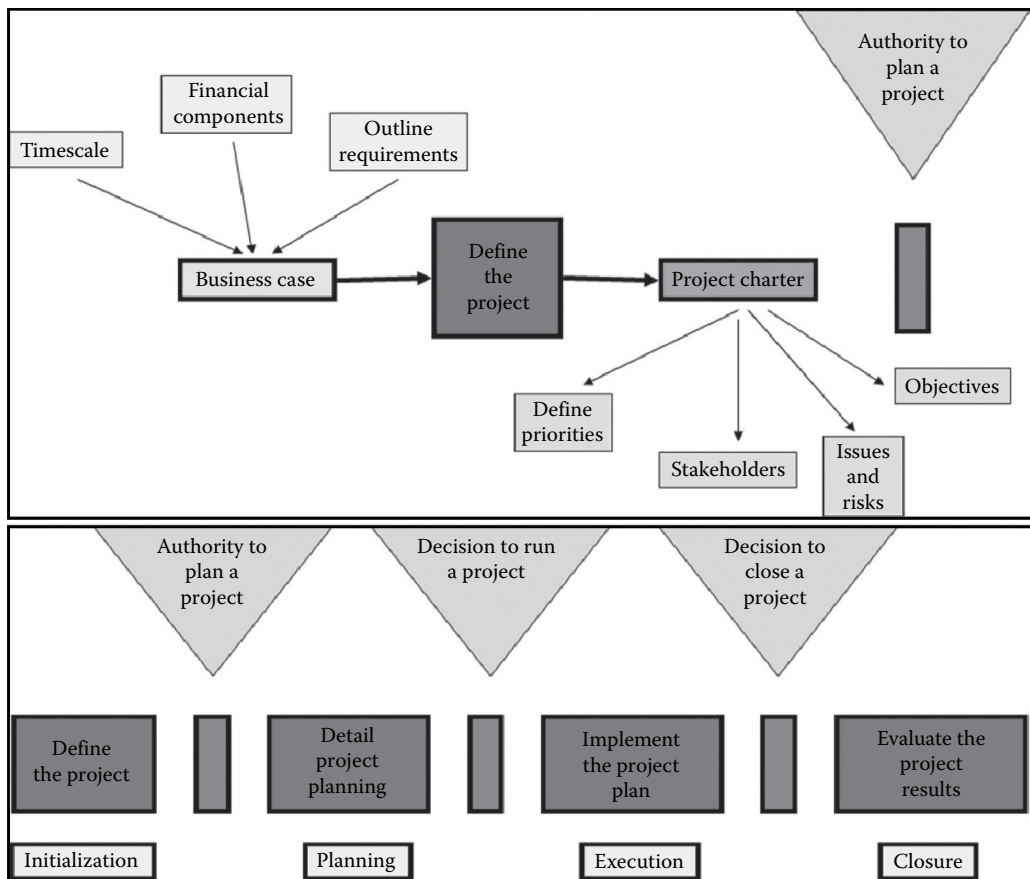 Authority to
plan a
project
Financial
components
Outline
requirements
Timescale
Business case
Define
the
project
Project charter
Define
priorities
Stakeholders
Issues
and
risks
Objectives
Authority to
plan a
project
Decision to run
a project
Decision to
close a
project
Define
the project
Detail
project
planning
Implement
the project
plan
Evaluate the
project
results
Initialization
Planning
Execution
Closure